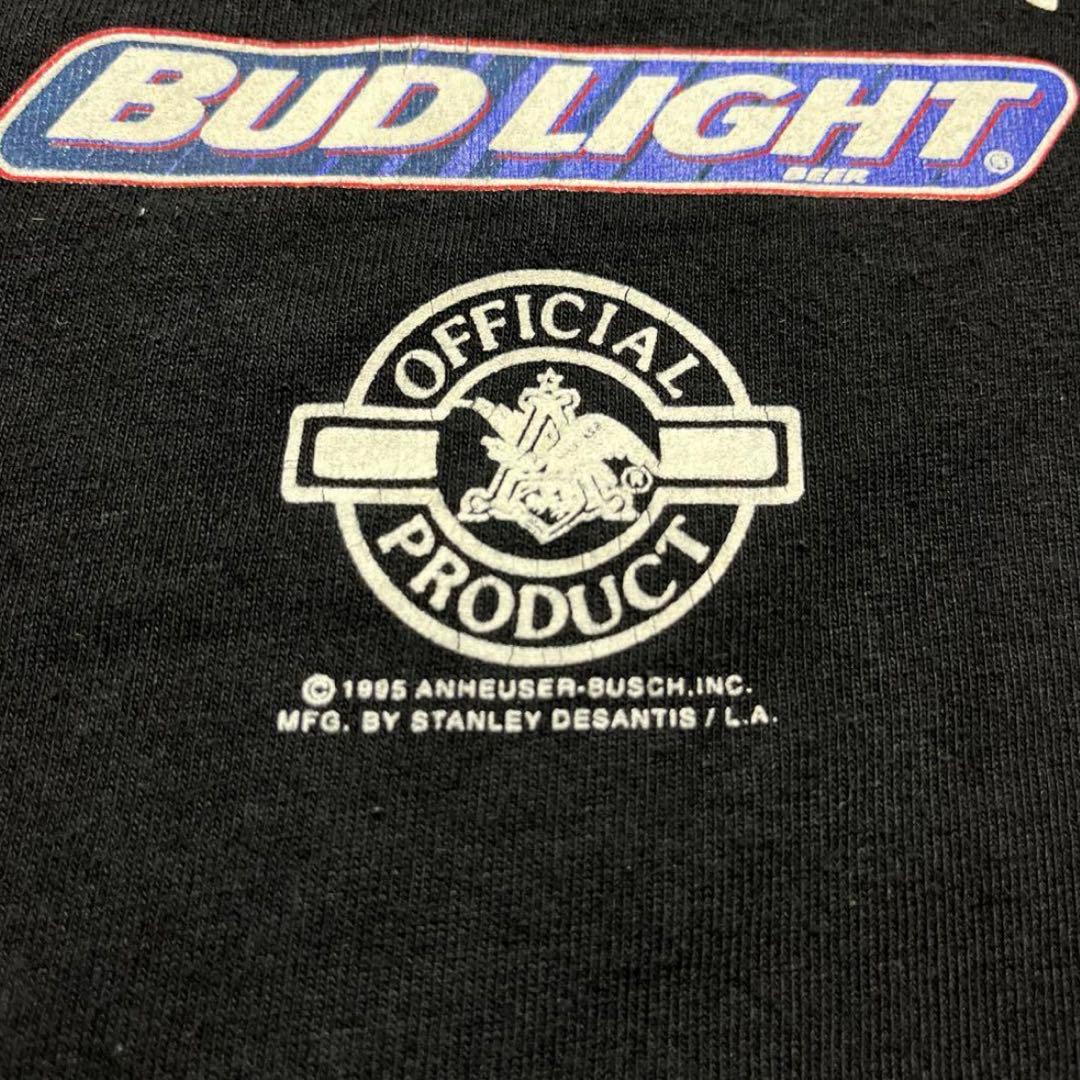 BUD LIGHT
BEER
®
OFFICIAL
®
PRODUCT
© 1995 ANHEUSER-BUSCH, INC.
MFG. BY STANLEY DESANTIS / L.A.